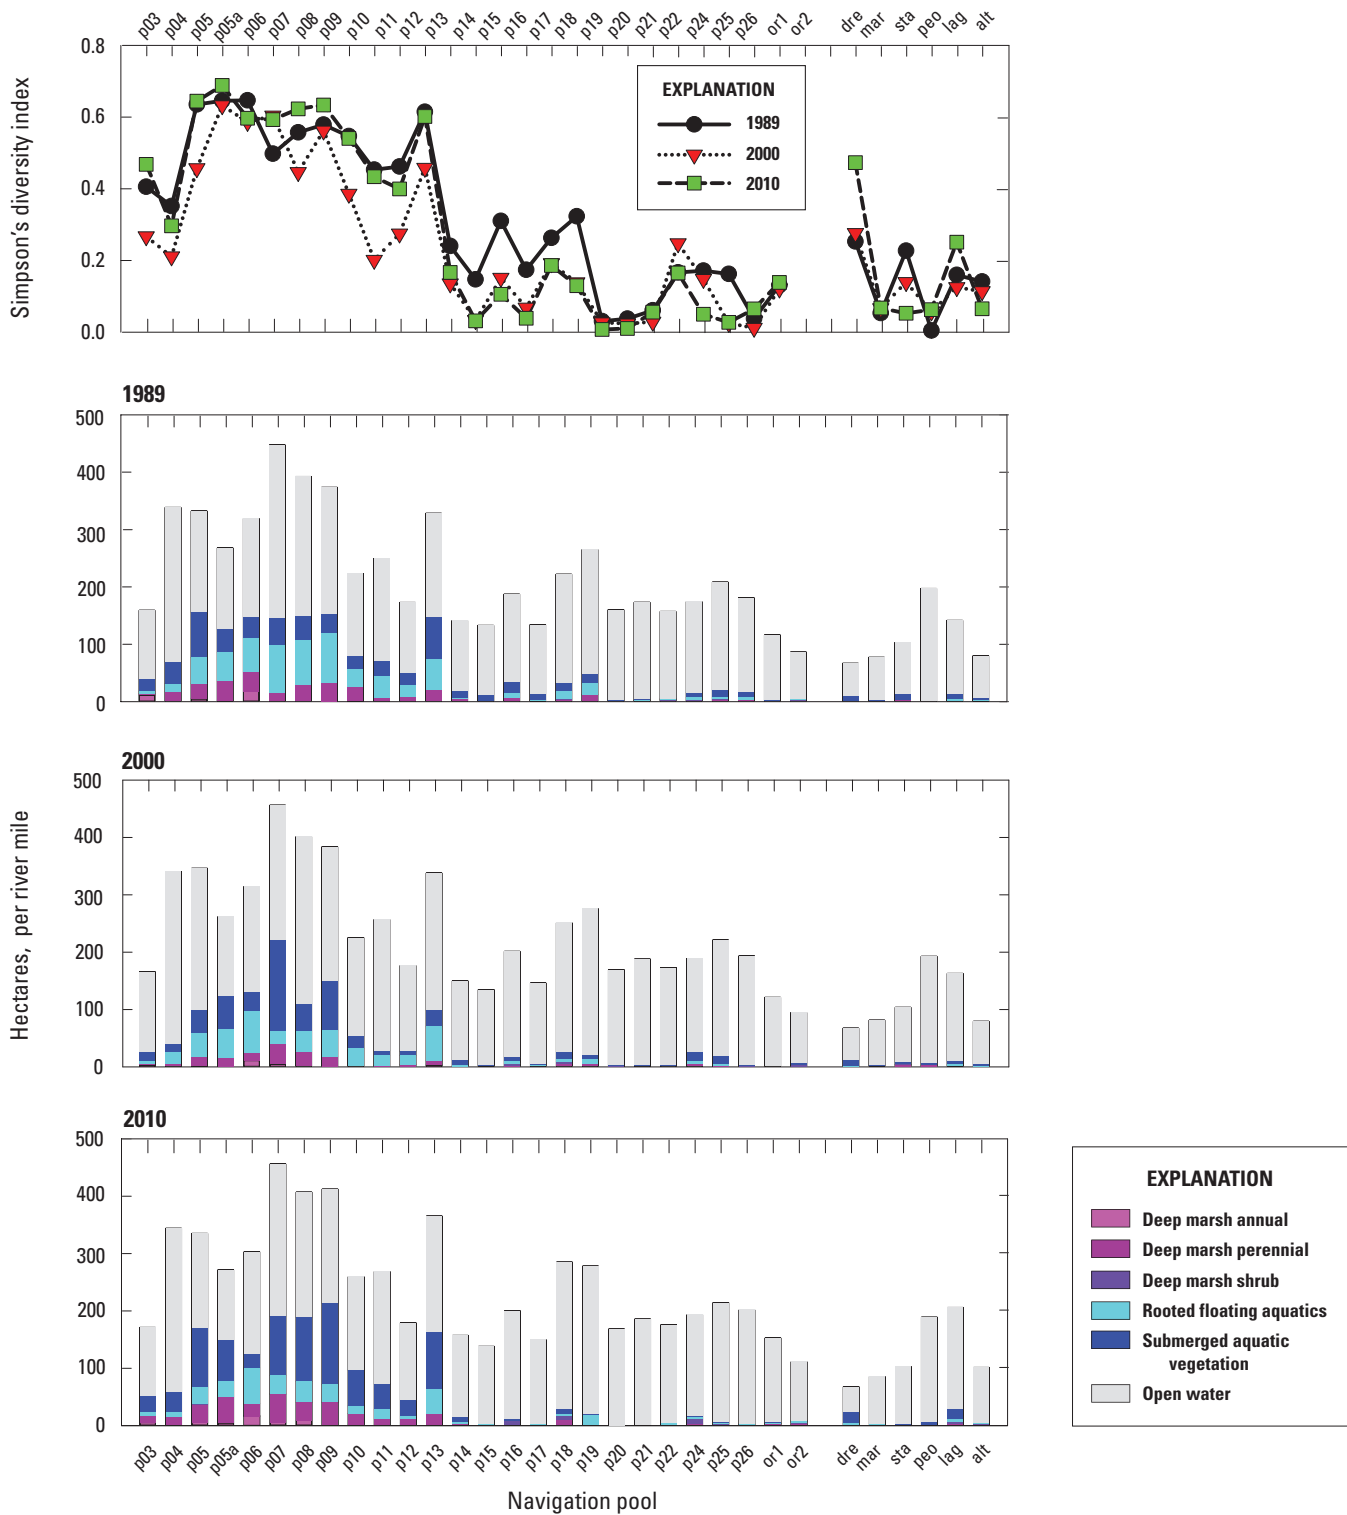 p03 p04 p05 p05a p06 p07 p08 p09 p10 p11 p12 p13 p14 p15 p16 p17 p18 p19 p20 p21 p22 p24 p25 p26 or1 or2 dre mar sta peo lag alt
0.8
0.6
0.4
0.2
0.0
Simpson's diversity index
EXPLANATION
1989
2000
2010
1989
500
400
300
200
100
0
2000
500
400
300
200
100
0
Hectares, per river mile
2010
500
400
300
200
100
0
p03 p04 p05 p05a p06 p07 p08 p09 p10 p11 p12 p13 p14 p15 p16 p17 p18 p19 p20 p21 p22 p24 p25 p26 or1 or2 dre mar sta peo lag alt
Navigation pool
EXPLANATION
Deep marsh annual
Deep marsh perennial
Deep marsh shrub
Rooted floating aquatics
Submerged aquatic
vegetation
Open water